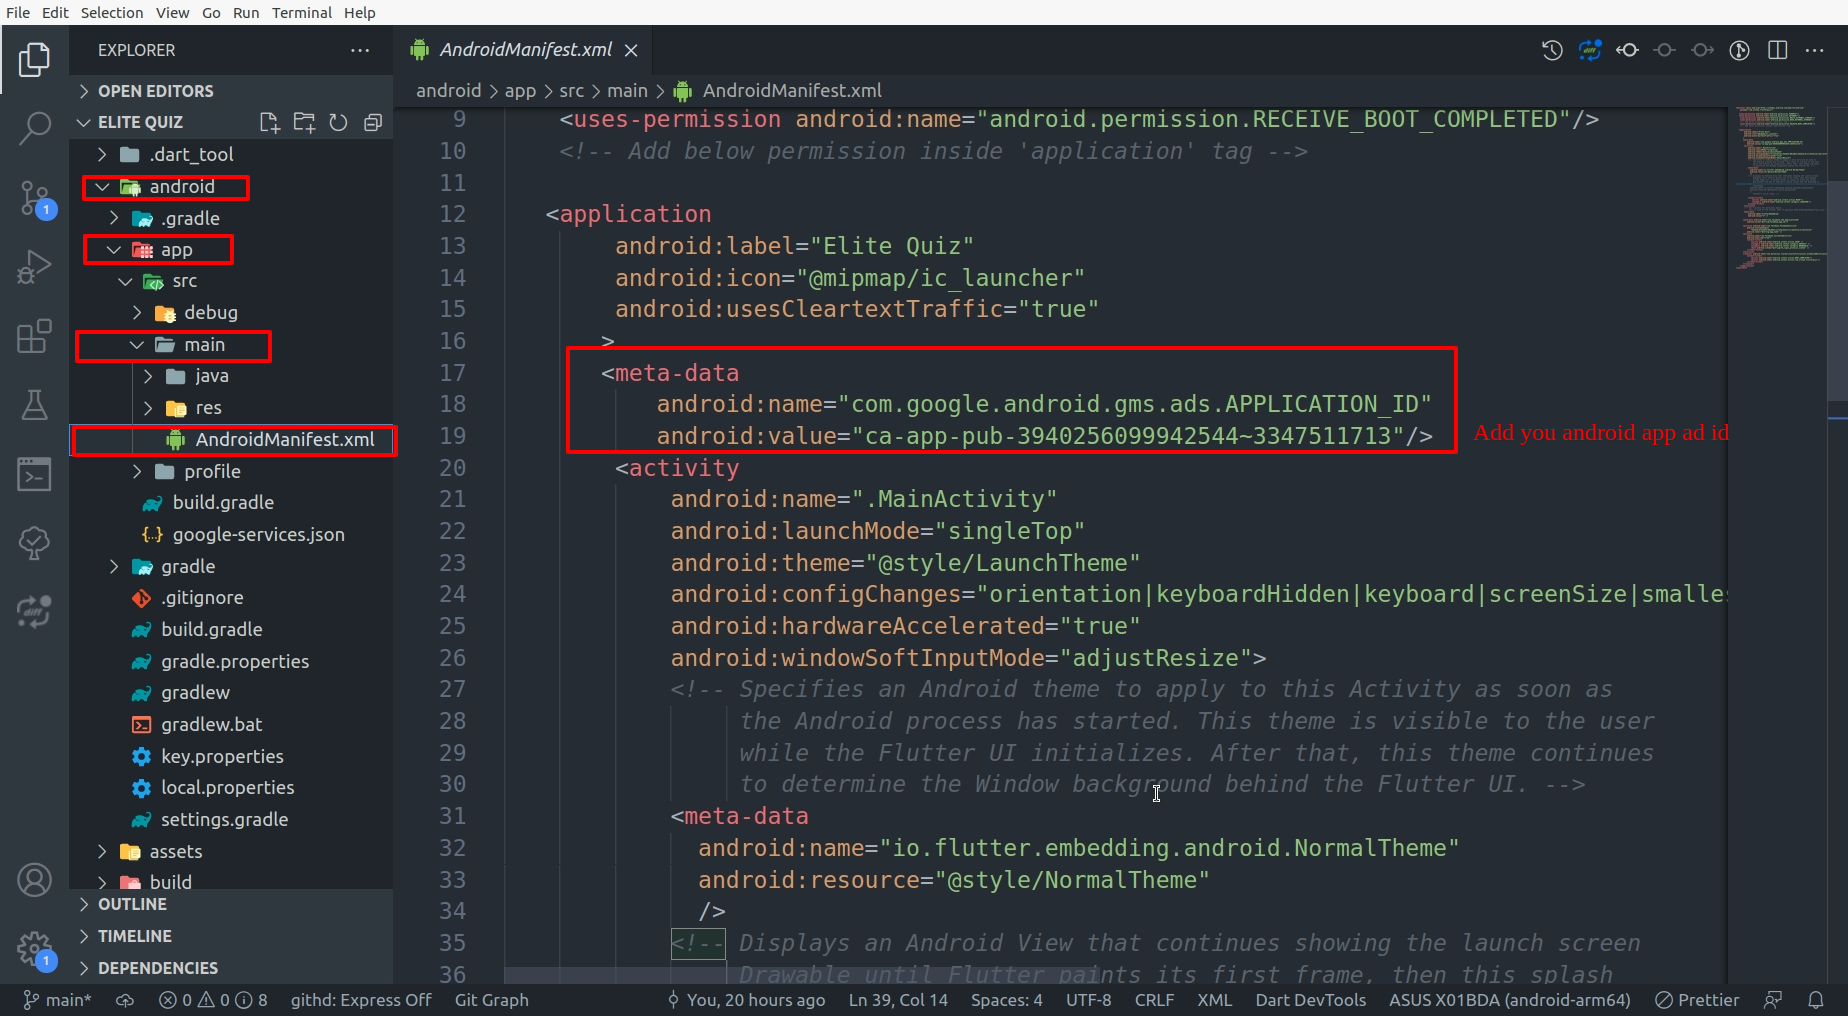 File Edit Selection View Go Run Terminal Help
EXPLORER
AndroidManifest.xml
OPEN EDITORS
android > app > src > main > AndroidManifest.xml
ELITE QUIZ
.dart_tool
android
.gradle
app
src
debug
main
java
res
AndroidManifest.xml
profile
build.gradle
google-services.json
gradle
.gitignore
build.gradle
gradle.properties
gradlew
gradlew.bat
key.properties
local.properties
settings.gradle
assets
build
OUTLINE
TIMELINE
DEPENDENCIES
1
1
9 <uses-permission android:name="android.permission.RECEIVE_BOOT_COMPLETED"/>
10 <!-- Add below permission inside 'application' tag -->
11
12 <application
13 android:label="Elite Quiz"
14 android:icon="@mipmap/ic_launcher"
15 android:usesCleartextTraffic="true"
16 >
17 <meta-data
18 android:name="com.google.android.gms.ads.APPLICATION_ID"
19 android:value="ca-app-pub-3940256099942544~3347511713"/>
Add you android app ad id
20 <activity
21 android:name=".MainActivity"
22 android:launchMode="singleTop"
23 android:theme="@style/LaunchTheme"
24 android:configChanges="orientation|keyboardHidden|keyboard|screenSize|smalles
25 android:hardwareAccelerated="true"
26 android:windowSoftInputMode="adjustResize">
27 <!-- Specifies an Android theme to apply to this Activity as soon as
28 the Android process has started. This theme is visible to the user
29 while the Flutter UI initializes. After that, this theme continues
30 to determine the Window background behind the Flutter UI. -->
31 <meta-data
32 android:name="io.flutter.embedding.android.NormalTheme"
33 android:resource="@style/NormalTheme"
34 />
35 <!-- Displays an Android View that continues showing the launch screen
36 Drawable until Flutter paints its first frame, then this splash
main* 0 0 8 githd: Express Off Git Graph You, 20 hours ago Ln 39, Col 14 Spaces: 4 UTF-8 CRLF XML Dart DevTools ASUS X01BDA (android-arm64) Prettier